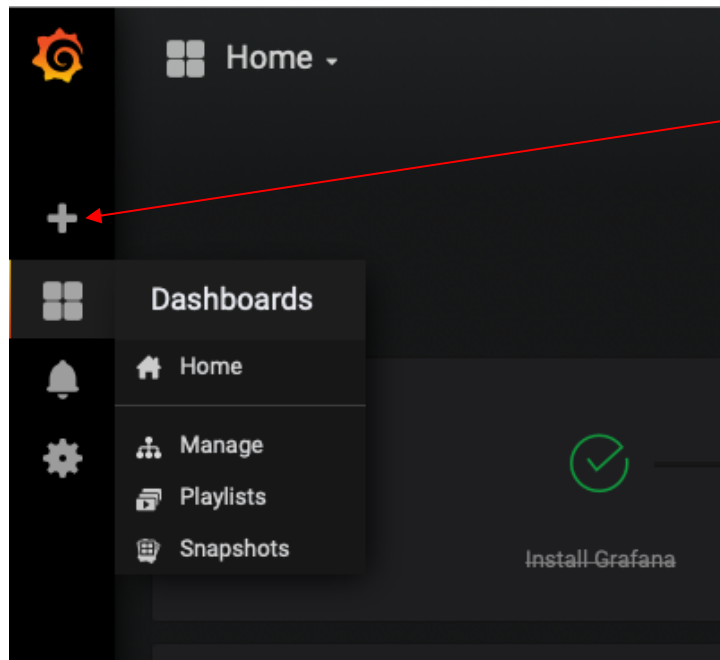 Home
Dashboards
Home
Manage
Playlists
Snapshots
Install Grafana